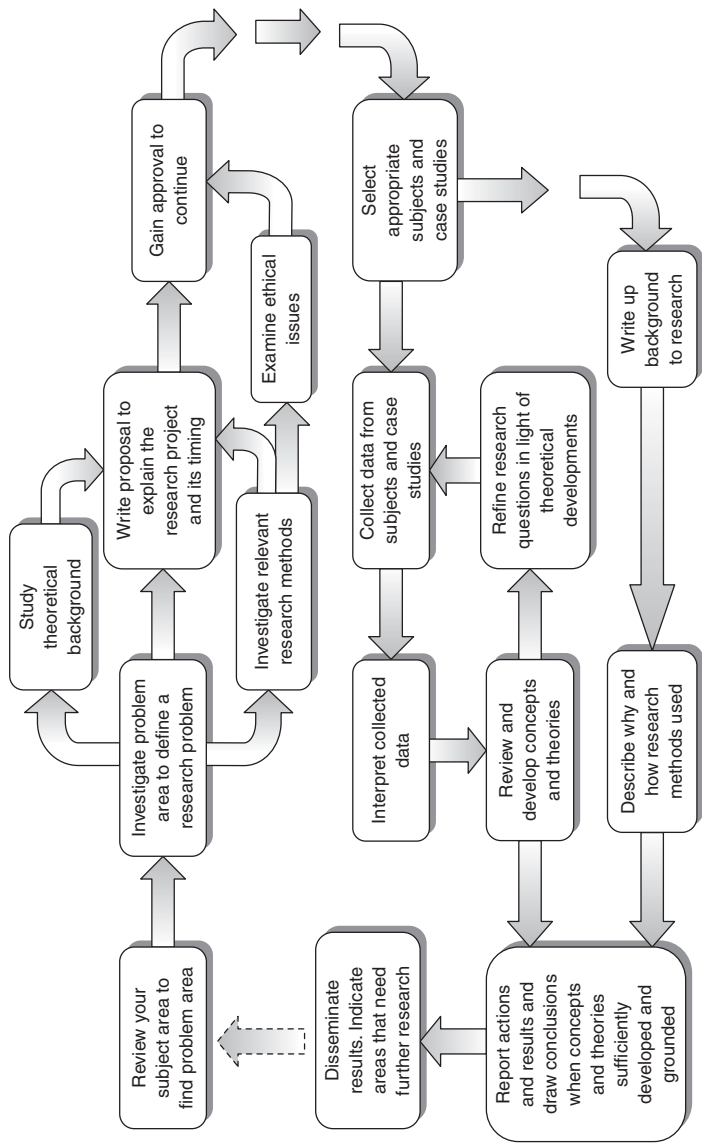 Review your
subject area to
find problem area
Investigate problem
area to define a
research problem
Study
theoretical
background
Write proposal to
explain the
research project
and its timing
Investigate relevant
research methods
Examine ethical
issues
Gain approval to
continue
Select
appropriate
subjects and
case studies
Collect data from
subjects and case
studies
Interpret collected
data
Review and
develop concepts
and theories
Refine research
questions in light of
theoretical
developments
Write up
background
to research
Describe why and
how research
methods used
Report actions
and results and
draw conclusions
when concepts
and theories
sufficiently
developed and
grounded
Disseminate
results. Indicate
areas that need
further research